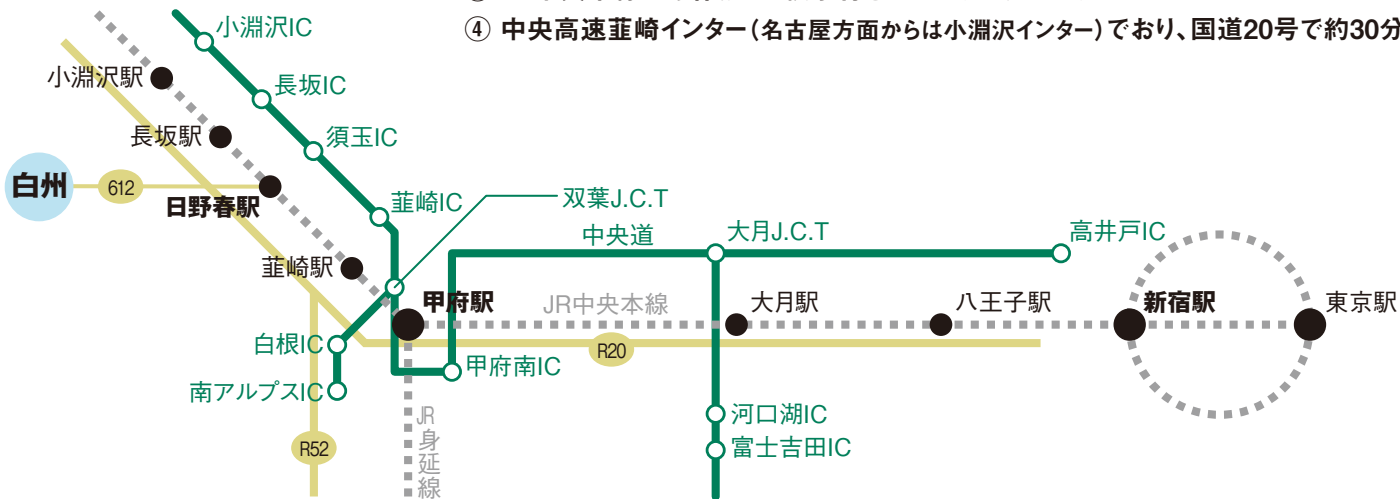 ④ 中央高速韮崎インター(名古屋方面からは小淵沢インター)でおり、国道20号で約30分
小淵沢IC
小淵沢駅
長坂IC
長坂駅
須玉IC
白州
612
日野春駅
韮崎IC
双葉J.C.T
中央道
大月J.C.T
高井戸IC
韮崎駅
甲府駅
JR中央本線
大月駅
八王子駅
新宿駅
東京駅
白根IC
R20
甲府南IC
南アルプスIC
JR身延線
河口湖IC
R52
富士吉田IC